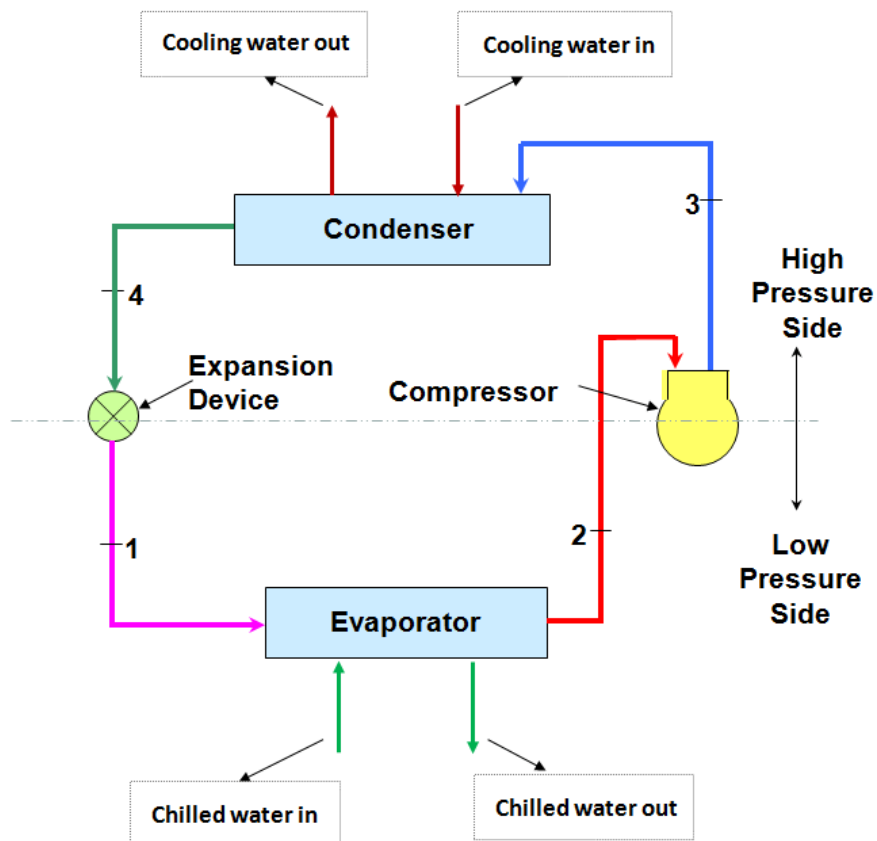 Cooling water out
Cooling water in
3
Condenser
High
Pressure
Side
4
Expansion
Device
Compressor
1
2
Low
Pressure
Side
Evaporator
Chilled water in
Chilled water out